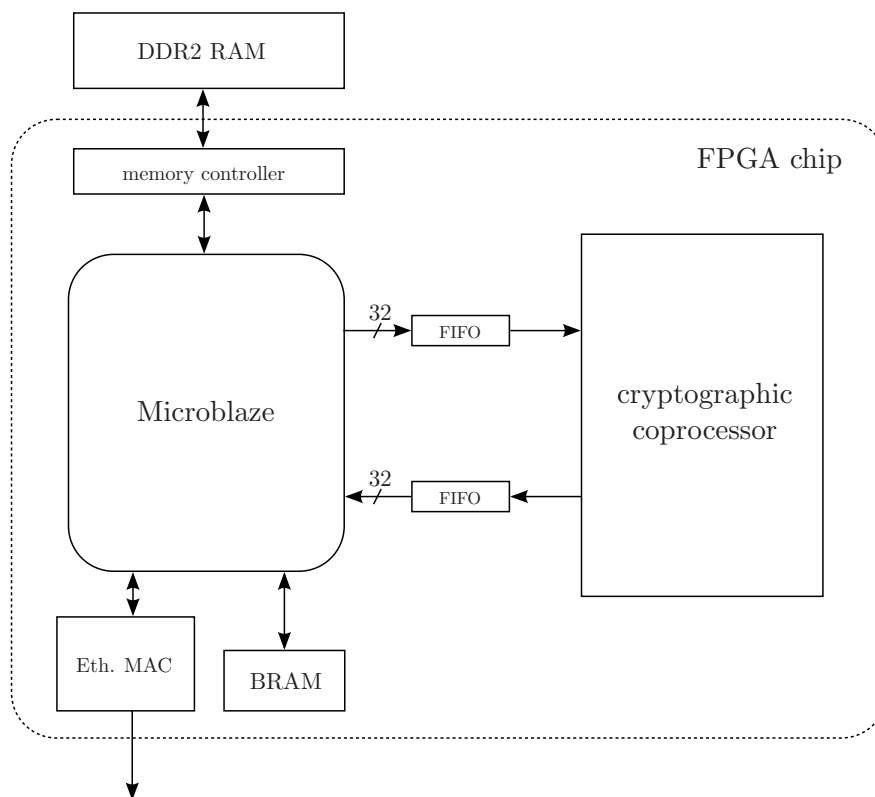 DDR2 RAM
FPGA chip
memory controller
32
FIFO
cryptographic
coprocessor
Microblaze
32
FIFO
Eth. MAC
BRAM